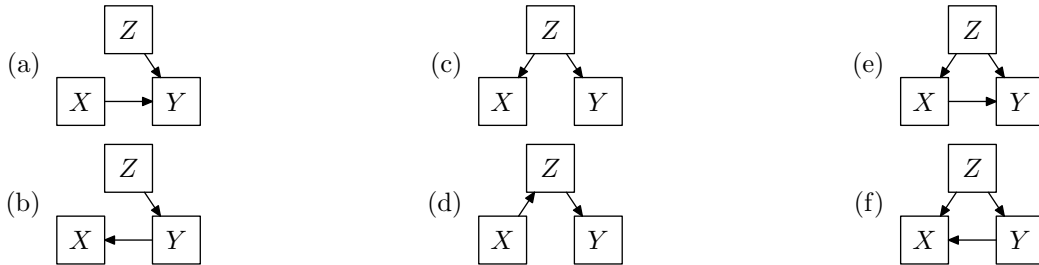 (a) Z X Y
(b) Z X Y
(c) Z X Y
(d) Z X Y
(e) Z X Y
(f) Z X Y